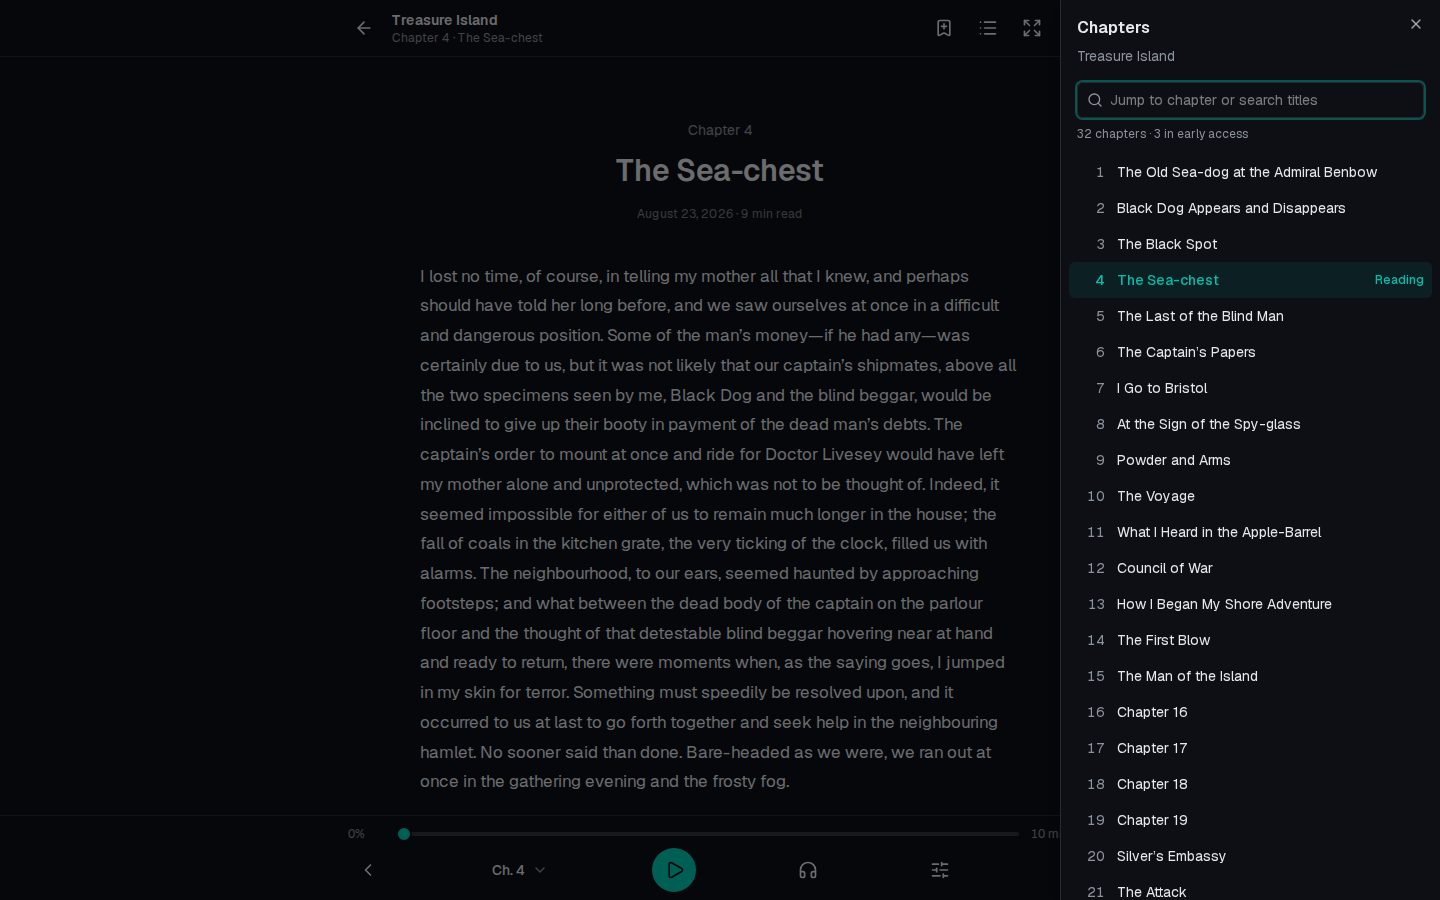 Treasure Island
Chapter 4 · The Sea-chest
Chapter 4
The Sea-chest
August 23, 2026 · 9 min read
I lost no time, of course, in telling my mother all that I knew, and perhaps
should have told her long before, and we saw ourselves at once in a difficult
and dangerous position. Some of the man’s money—if he had any—was
certainly due to us, but it was not likely that our captain’s shipmates, above all
the two specimens seen by me, Black Dog and the blind beggar, would be
inclined to give up their booty in payment of the dead man’s debts. The
captain’s order to mount at once and ride for Doctor Livesey would have left
my mother alone and unprotected, which was not to be thought of. Indeed, it
seemed impossible for either of us to remain much longer in the house; the
fall of coals in the kitchen grate, the very ticking of the clock, filled us with
alarms. The neighbourhood, to our ears, seemed haunted by approaching
footsteps; and what between the dead body of the captain on the parlour
floor and the thought of that detestable blind beggar hovering near at hand
and ready to return, there were moments when, as the saying goes, I jumped
in my skin for terror. Something must speedily be resolved upon, and it
occurred to us at last to go forth together and seek help in the neighbouring
hamlet. No sooner said than done. Bare-headed as we were, we ran out at
once in the gathering evening and the frosty fog.
0%
10 m
Ch. 4
Chapters
Treasure Island
Jump to chapter or search titles
32 chapters · 3 in early access
1 The Old Sea-dog at the Admiral Benbow
2 Black Dog Appears and Disappears
3 The Black Spot
4 The Sea-chest Reading
5 The Last of the Blind Man
6 The Captain’s Papers
7 I Go to Bristol
8 At the Sign of the Spy-glass
9 Powder and Arms
10 The Voyage
11 What I Heard in the Apple-Barrel
12 Council of War
13 How I Began My Shore Adventure
14 The First Blow
15 The Man of the Island
16 Chapter 16
17 Chapter 17
18 Chapter 18
19 Chapter 19
20 Silver’s Embassy
21 The Attack